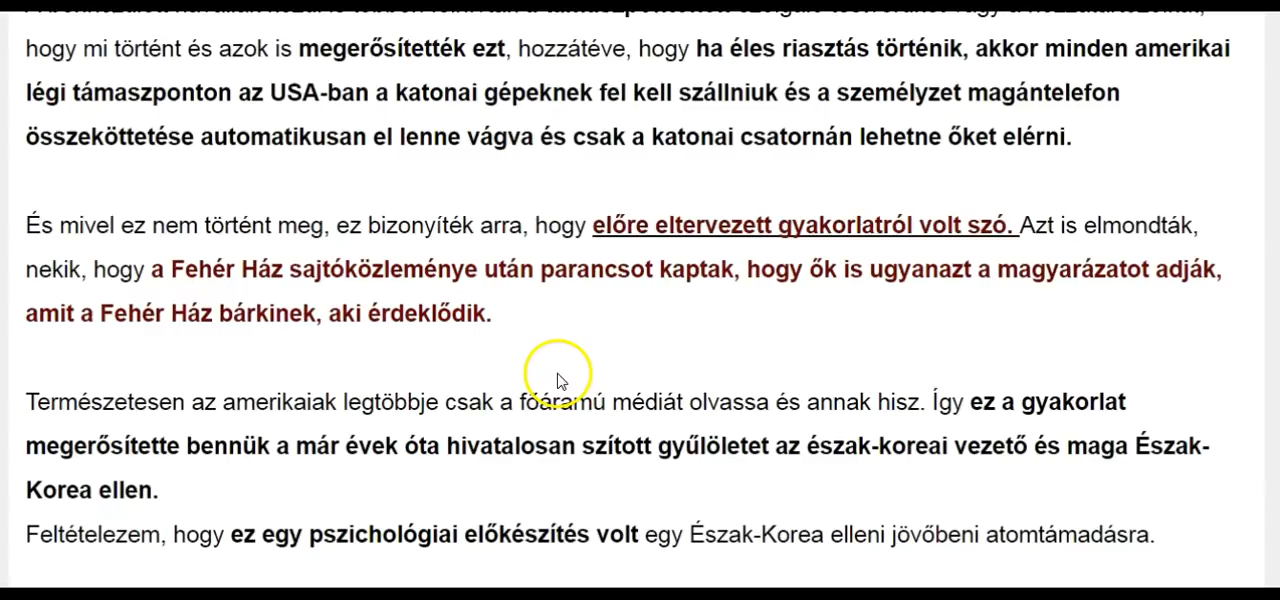 hogy mi történt és azok is megerősítették ezt, hozzátéve, hogy ha éles riasztás történik, akkor minden amerikai
légi támaszponton az USA-ban a katonai gépeknek fel kell szállniuk és a személyzet magántelefon
összeköttetése automatikusan el lenne vágva és csak a katonai csatornán lehetne őket elérni.
És mivel ez nem történt meg, ez bizonyíték arra, hogy előre eltervezett gyakorlatról volt szó. Azt is elmondták,
nekik, hogy a Fehér Ház sajtóközleménye után parancsot kaptak, hogy ők is ugyanazt a magyarázatot adják,
amit a Fehér Ház bárkinek, aki érdeklődik.
Természetesen az amerikaiak legtöbbje csak a főáramú médiát olvassa és annak hisz. Így ez a gyakorlat
megerősítette bennük a már évek óta hivatalosan szított gyűlöletet az észak-koreai vezető és maga Észak-
Korea ellen.
Feltételezem, hogy ez egy pszichológiai előkészítés volt egy Észak-Korea elleni jövőbeni atomtámadásra.